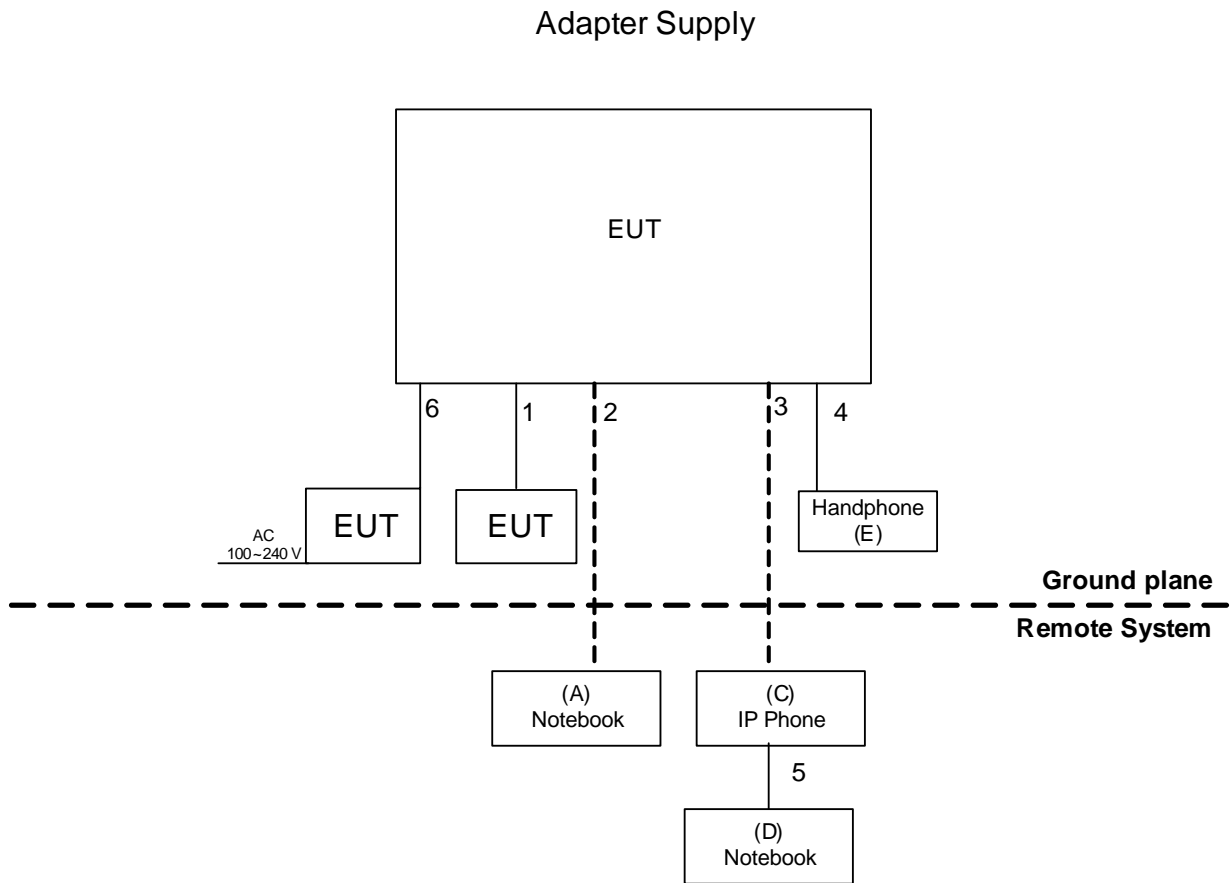 Adapter Supply
EUT
6
1
2
3
4
EUT
EUT
Handphone
(E)
AC
100~240 V
Ground plane
Remote System
(A)
Notebook
(C)
IP Phone
5
(D)
Notebook